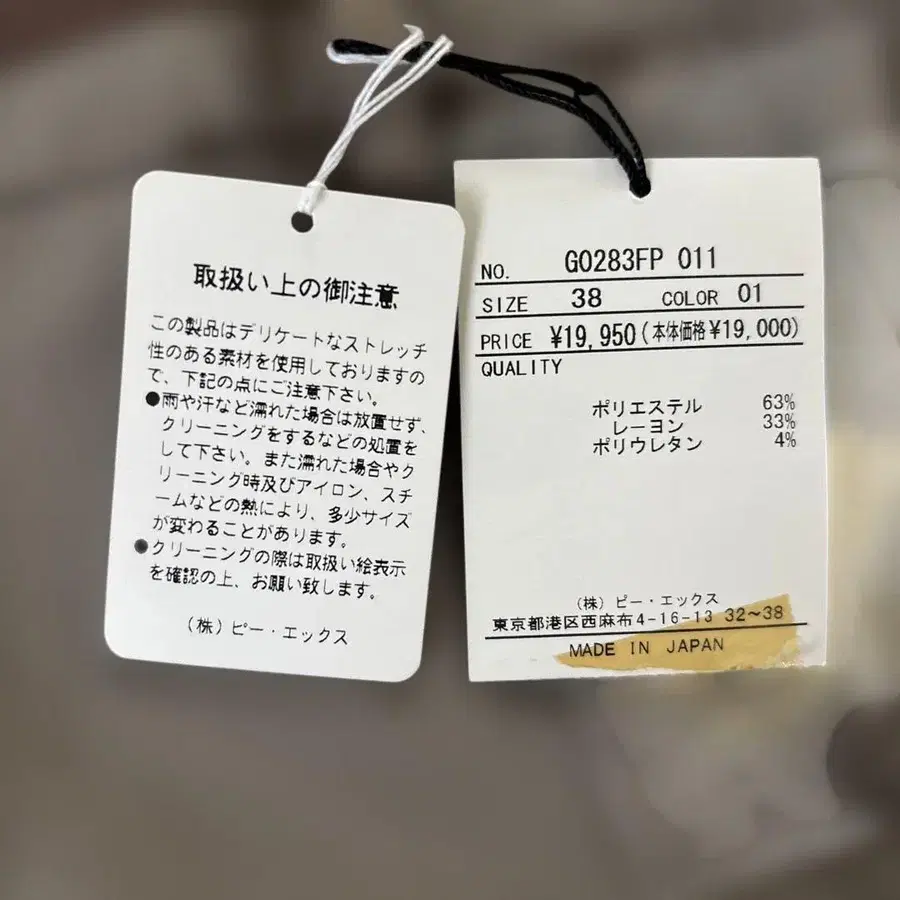 取扱い上の御注意
この製品はデリケートなストレッチ
性のある素材を使用しておりますの
で、下記の点にご注意下さい。
●雨や汗など濡れた場合は放置せず、
クリーニングをするなどの処置を
して下さい。また濡れた場合やク
リーニング時及びアイロン、スチ
ームなどの熱により、多少サイズ
が変わることがあります。
●クリーニングの際は取扱い絵表示
を確認の上、お願い致します。
(株)ピー・エックス
NO. G0283FP 011
SIZE 38 COLOR 01
PRICE ¥19,950(本体価格¥19,000)
QUALITY
ポリエステル 63%
レーヨン 33%
ポリウレタン 4%
(株) ピー・エックス
東京都港区西麻布4-16-13 32~38
MADE IN JAPAN